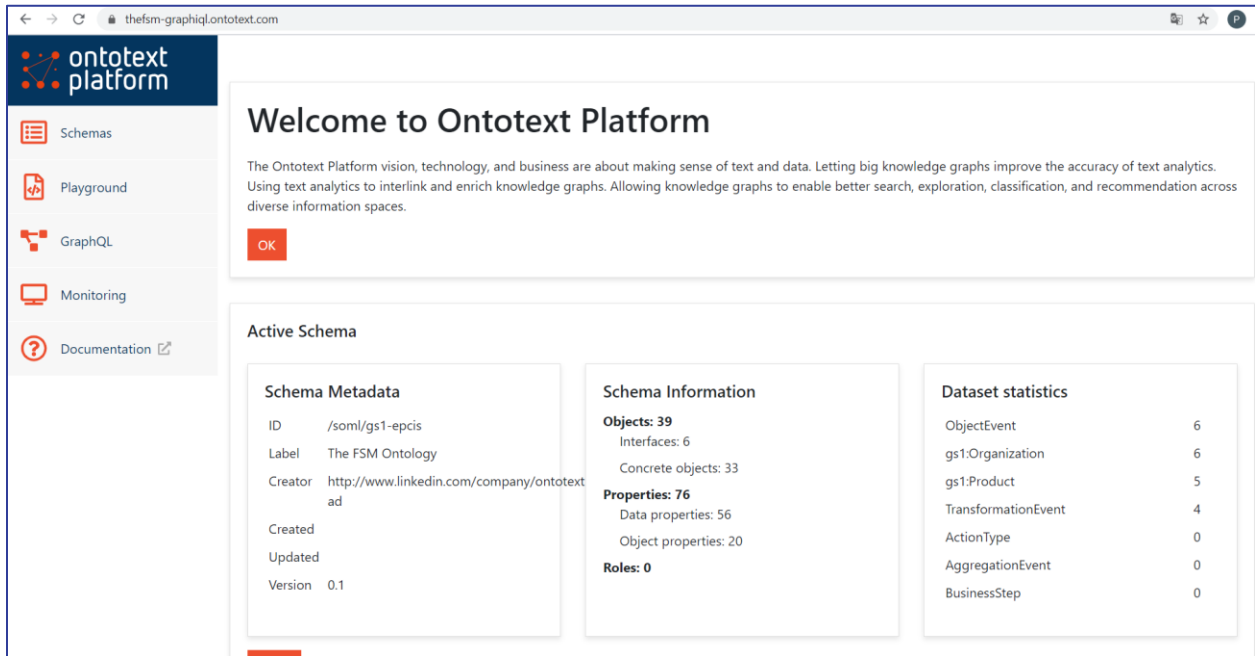 thefsm-graphiql.ontotext.com
P
ontotext
platform
Schemas
Playground
GraphQL
Monitoring
Documentation
Welcome to Ontotext Platform
The Ontotext Platform vision, technology, and business are about making sense of text and data. Letting big knowledge graphs improve the accuracy of text analytics.
Using text analytics to interlink and enrich knowledge graphs. Allowing knowledge graphs to enable better search, exploration, classification, and recommendation across
diverse information spaces.
OK
Active Schema
Schema Metadata
ID /soml/gs1-epcis
Label The FSM Ontology
Creator http://www.linkedin.com/company/ontotext
ad
Created
Updated
Version 0.1
Schema Information
Objects: 39
Interfaces: 6
Concrete objects: 33
Properties: 76
Data properties: 56
Object properties: 20
Roles: 0
Dataset statistics
ObjectEvent 6
gs1:Organization 6
gs1:Product 5
TransformationEvent 4
ActionType 0
AggregationEvent 0
BusinessStep 0